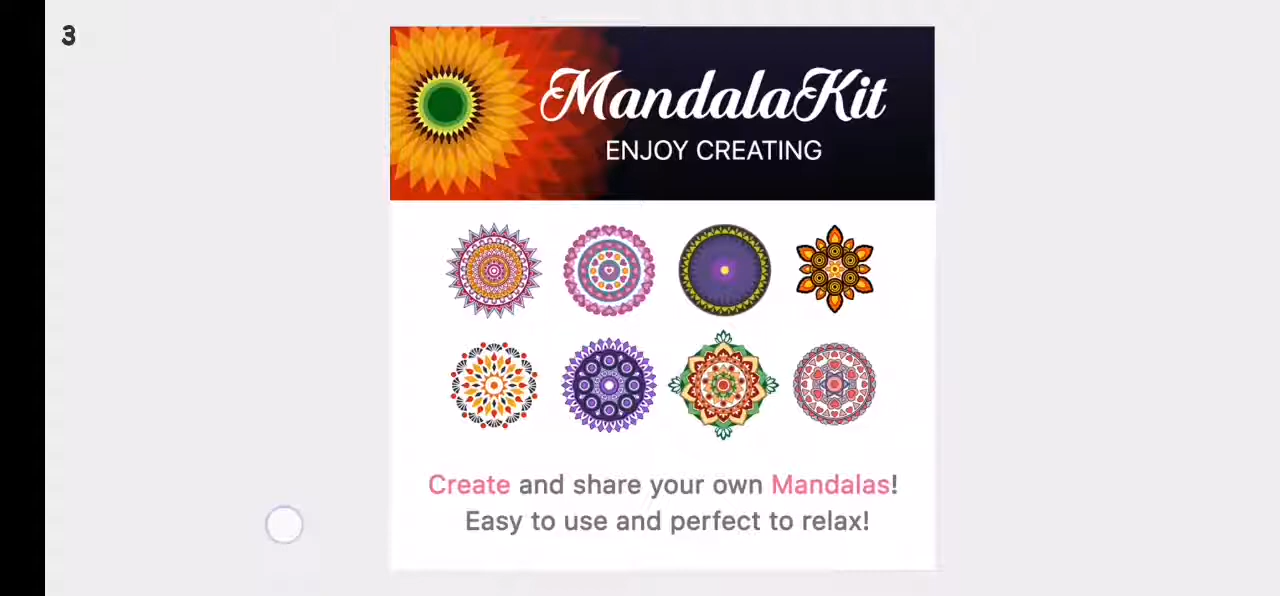 3
MandalaKit
ENJOY CREATING
Create and share your own Mandalas!
Easy to use and perfect to relax!